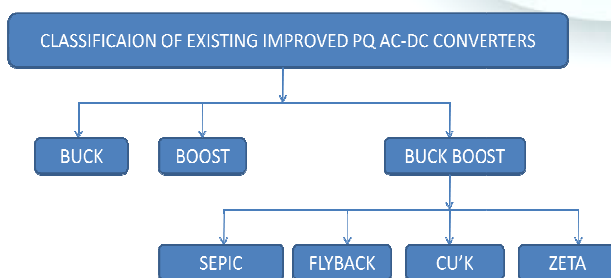 CLASSIFICAION OF EXISTING IMPROVED PQ AC-DC CONVERTERS
BUCK
BOOST
BUCK BOOST
SEPIC
FLYBACK
CU'K
ZETA